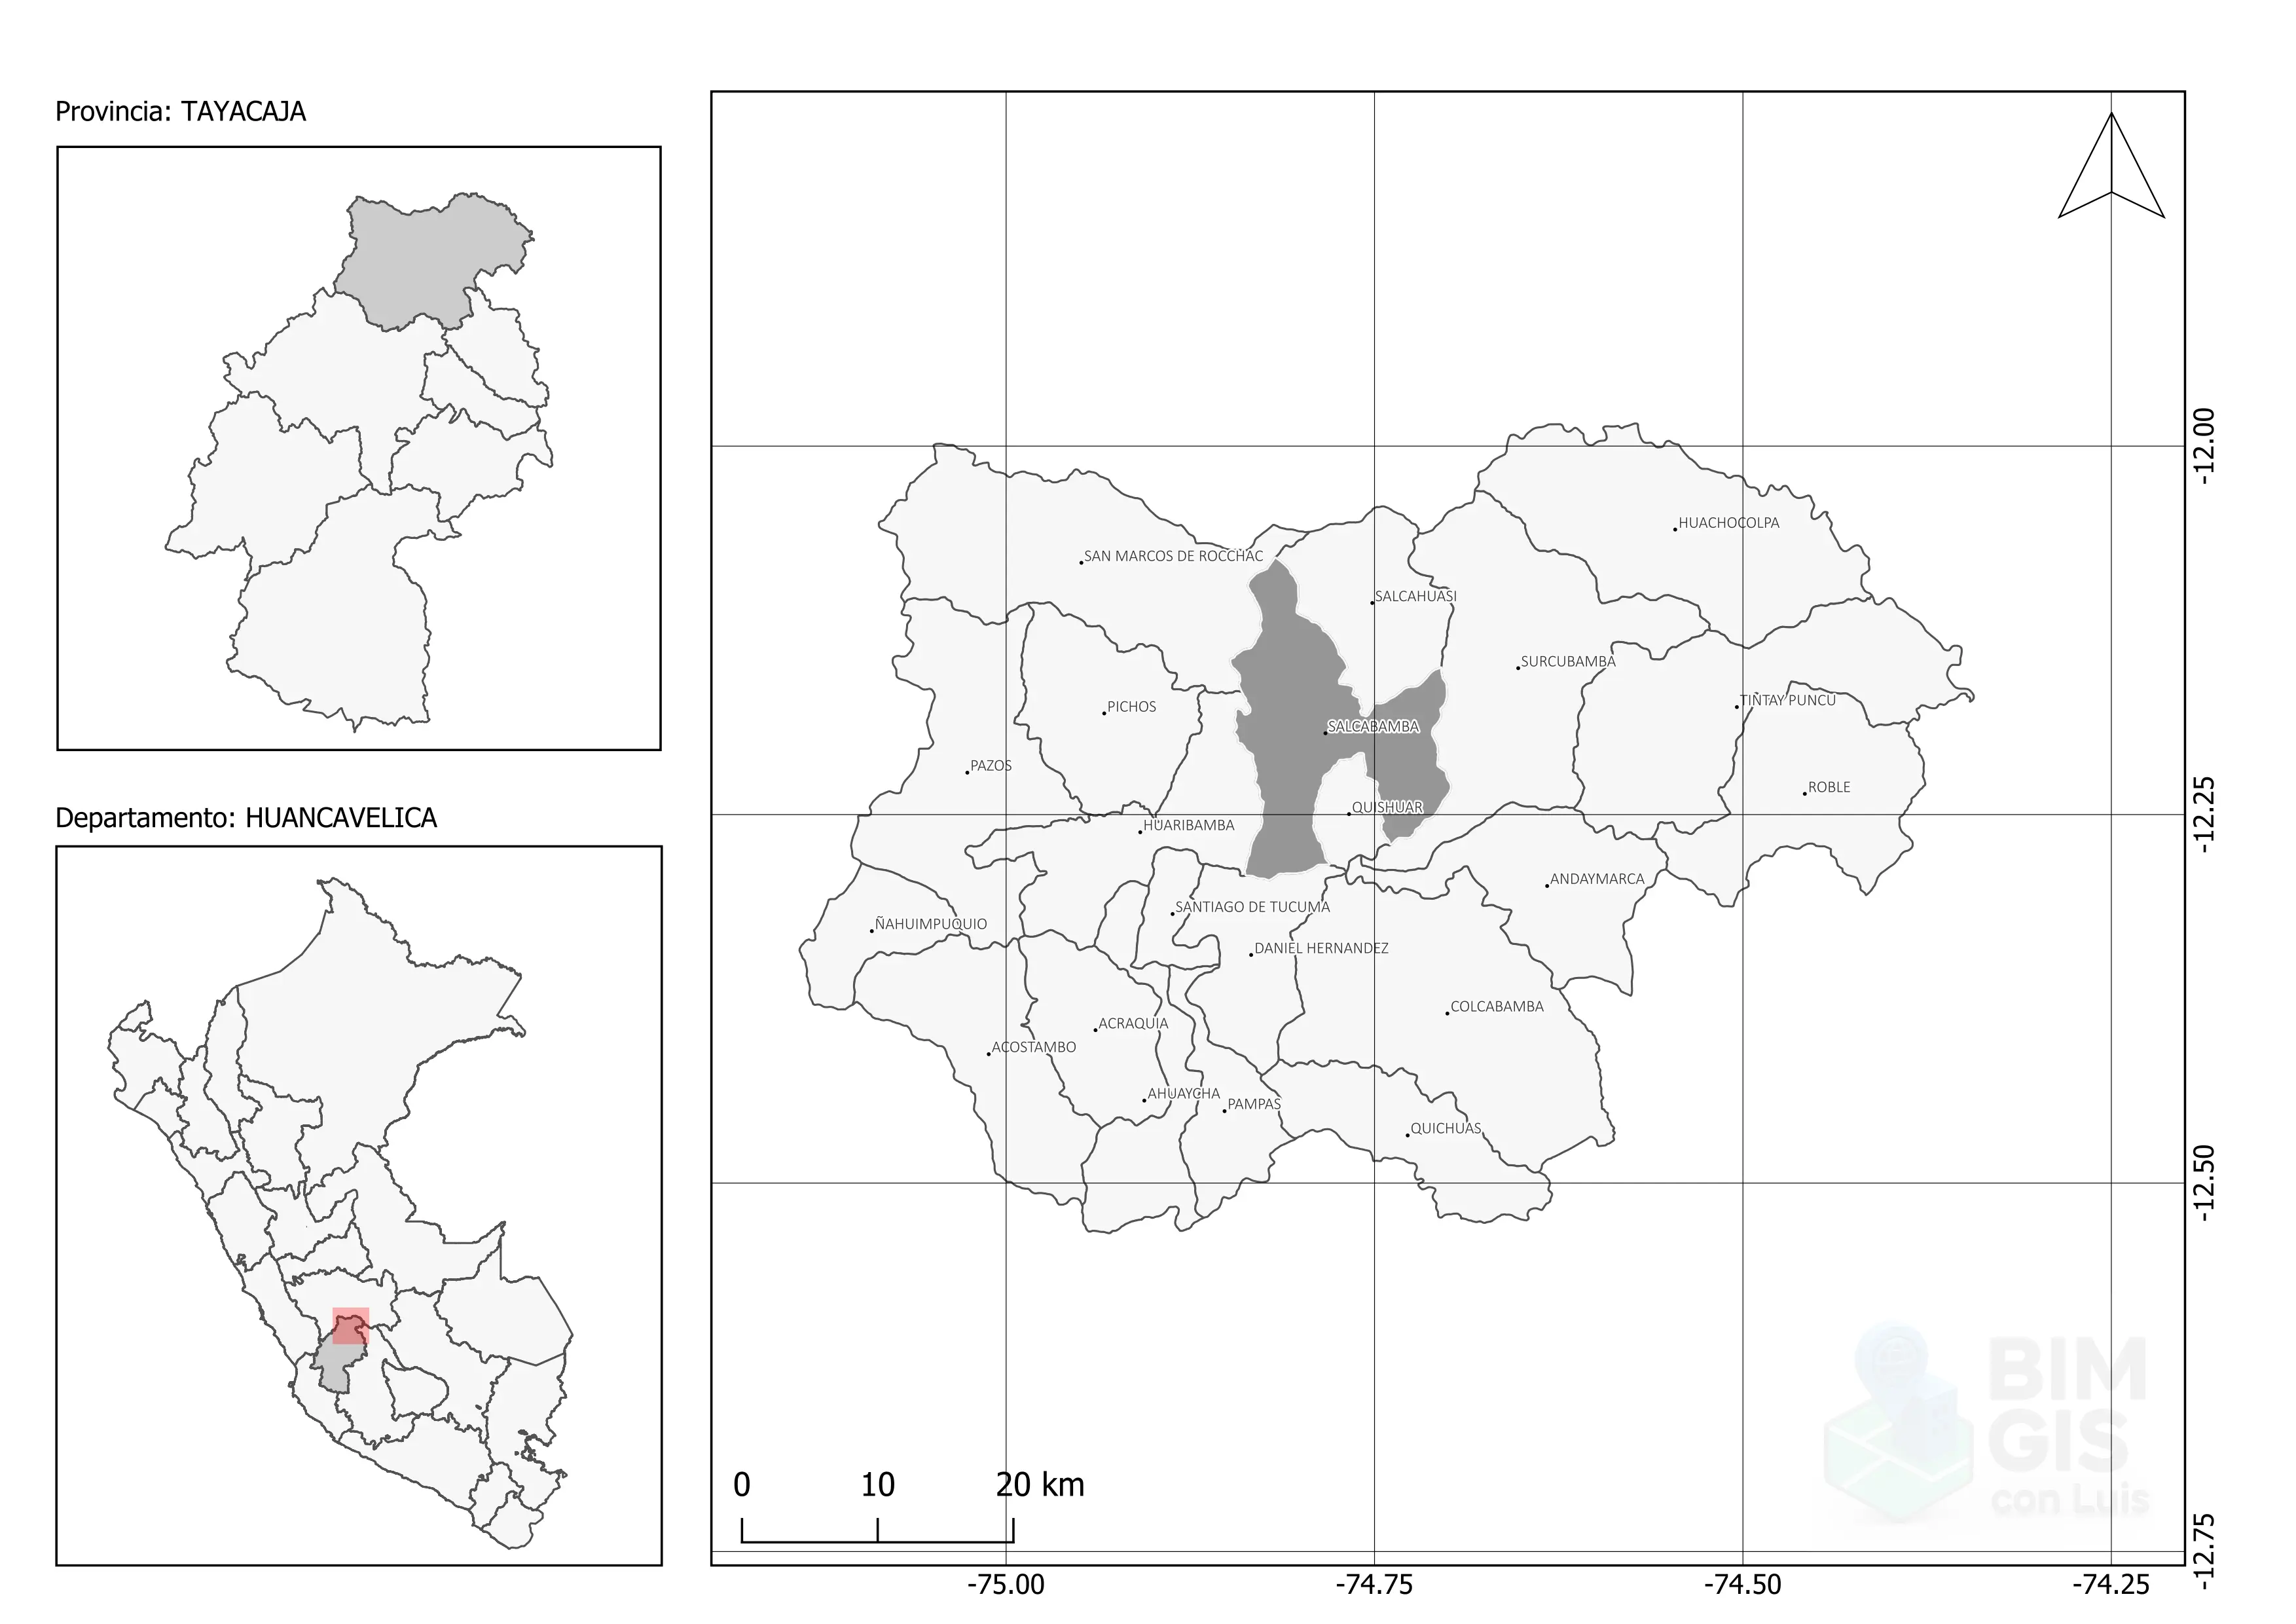 Provincia: TAYACAJA
Departamento: HUANCAVELICA
HUACHOCOLPA
SAN MARCOS DE ROCCHAC
SALCAHUASI
SURCUBAMBA
TINTAY PUNCU
PICHOS
SALCABAMBA
PAZOS
ROBLE
QUISHUAR
HUARIBAMBA
ANDAYMARCA
SANTIAGO DE TUCUMA
ÑAHUIMPUQUIO
DANIEL HERNANDEZ
COLCABAMBA
ACRAQUIA
ACOSTAMBO
AHUAYCHA
PAMPAS
QUICHUAS
-12.00
-12.25
-12.50
-12.75
0 10 20 km
-75.00 -74.75 -74.50 -74.25
BIM
GIS
con Luis